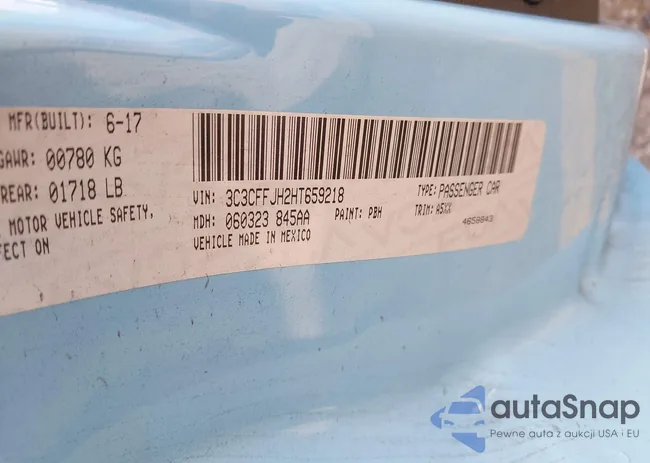 MFR(BUILT): 6-17
GAWR: 00780 KG
REAR: 01718 LB
MOTOR VEHICLE SAFETY,
FECT ON
VIN: 3C3CFFJH2HT659218
TYPE: PASSENGER CAR
MDH: 060323 845AA
PAINT: PBH
TRIM: A5XX
VEHICLE MADE IN MEXICO
4658843
autaSnap
Pewne auta z aukcji USA i EU